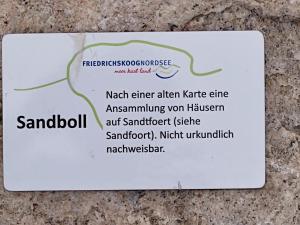 FRIEDRICHSKOOGNORDSEE
meer kust land
Nach einer alten Karte eine
Ansammlung von Häusern
auf Sandtfoert (siehe
Sandfoort). Nicht urkundlich
nachweisbar.
Sandboll